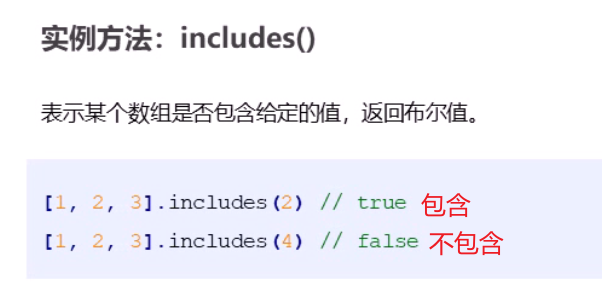 实例方法：includes()
表示某个数组是否包含给定的值，返回布尔值。
[1, 2, 3].includes(2) // true 包含
[1, 2, 3].includes(4) // false 不包含